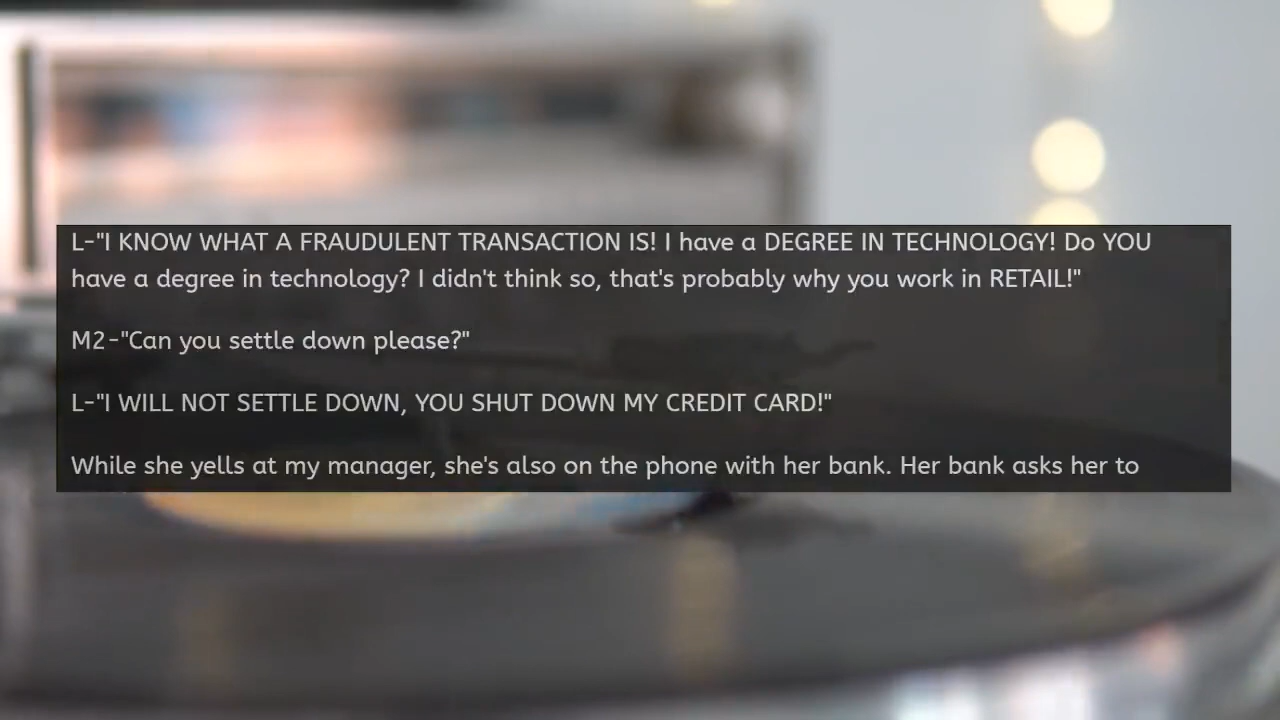 L-"I KNOW WHAT A FRAUDULENT TRANSACTION IS! I have a DEGREE IN TECHNOLOGY! Do YOU
have a degree in technology? I didn't think so, that's probably why you work in RETAIL!"
M2-"Can you settle down please?"
L-"I WILL NOT SETTLE DOWN, YOU SHUT DOWN MY CREDIT CARD!"
While she yells at my manager, she's also on the phone with her bank. Her bank asks her to